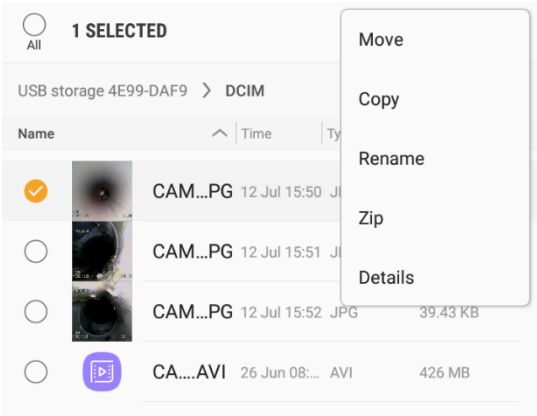 1 SELECTED
All
Move
Copy
Rename
Zip
Details
USB storage 4E99-DAF9 > DCIM
Name Time Ty
CAM...PG 12 Jul 15:50 JI
CAM...PG 12 Jul 15:51 JI
CAM...PG 12 Jul 15:52 JPG 39.43 KB
CA....AVI 26 Jun 08:... AVI 426 MB